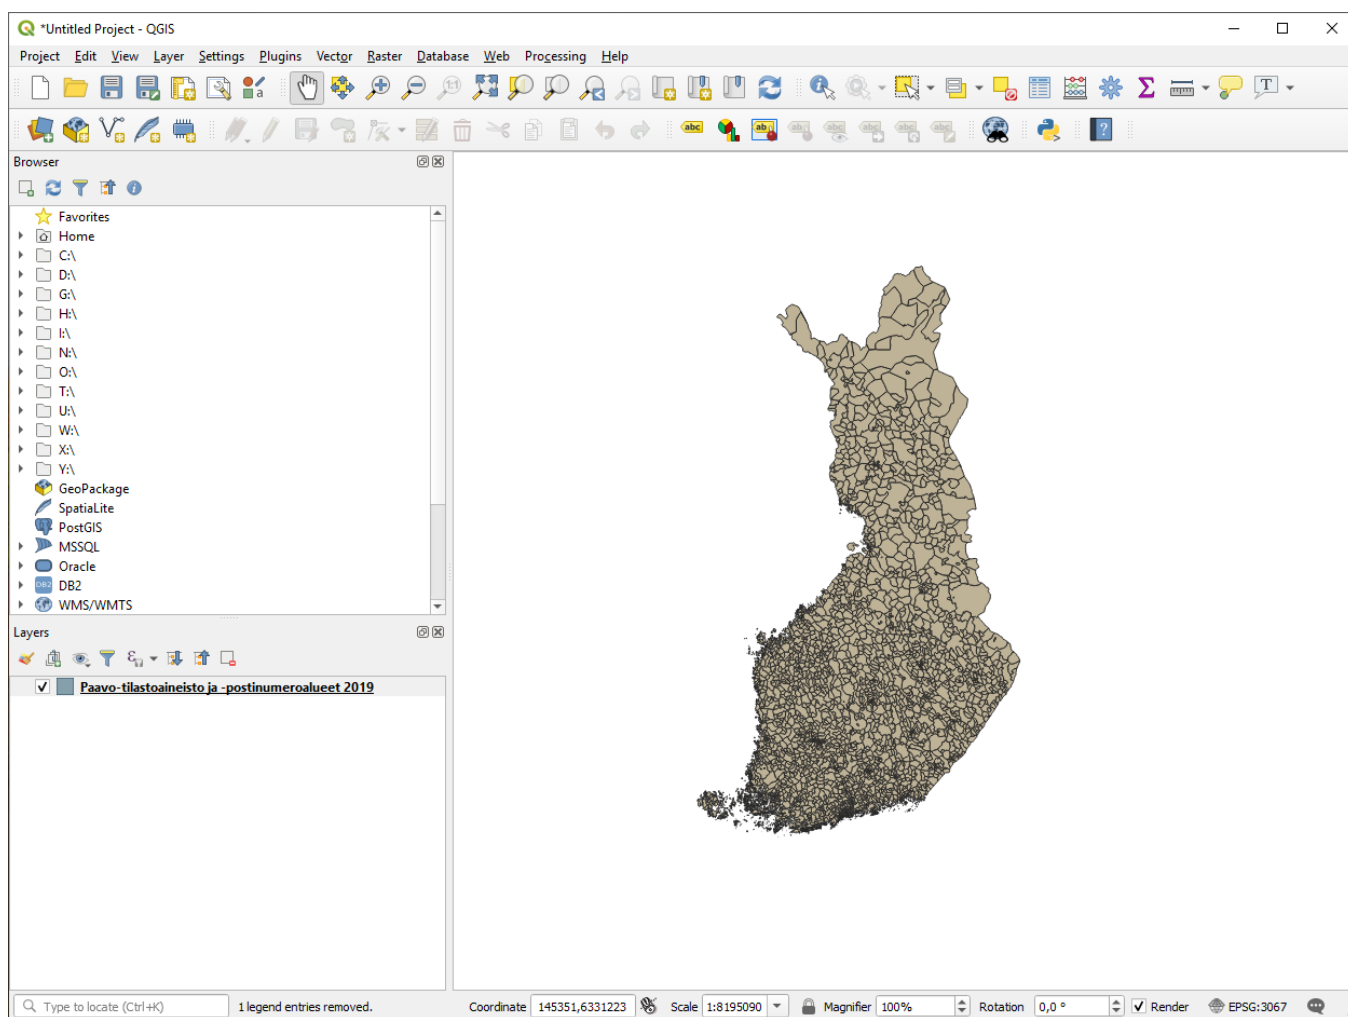 *Untitled Project - QGIS
Project Edit View Layer Settings Plugins Vector Raster Database Web Processing Help
Browser
Favorites
Home
C:\
D:\
G:\
H:\
I:\
N:\
O:\
T:\
U:\
W:\
X:\
Y:\
GeoPackage
SpatiaLite
PostGIS
MSSQL
Oracle
DB2
WMS/WMTS
Layers
Paavo-tilastoaineisto ja -postinumeroalueet 2019
Type to locate (Ctrl+K) 1 legend entries removed. Coordinate 145351,6331223 Scale 1:8195090 Magnifier 100% Rotation 0,0 ° Render EPSG:3067